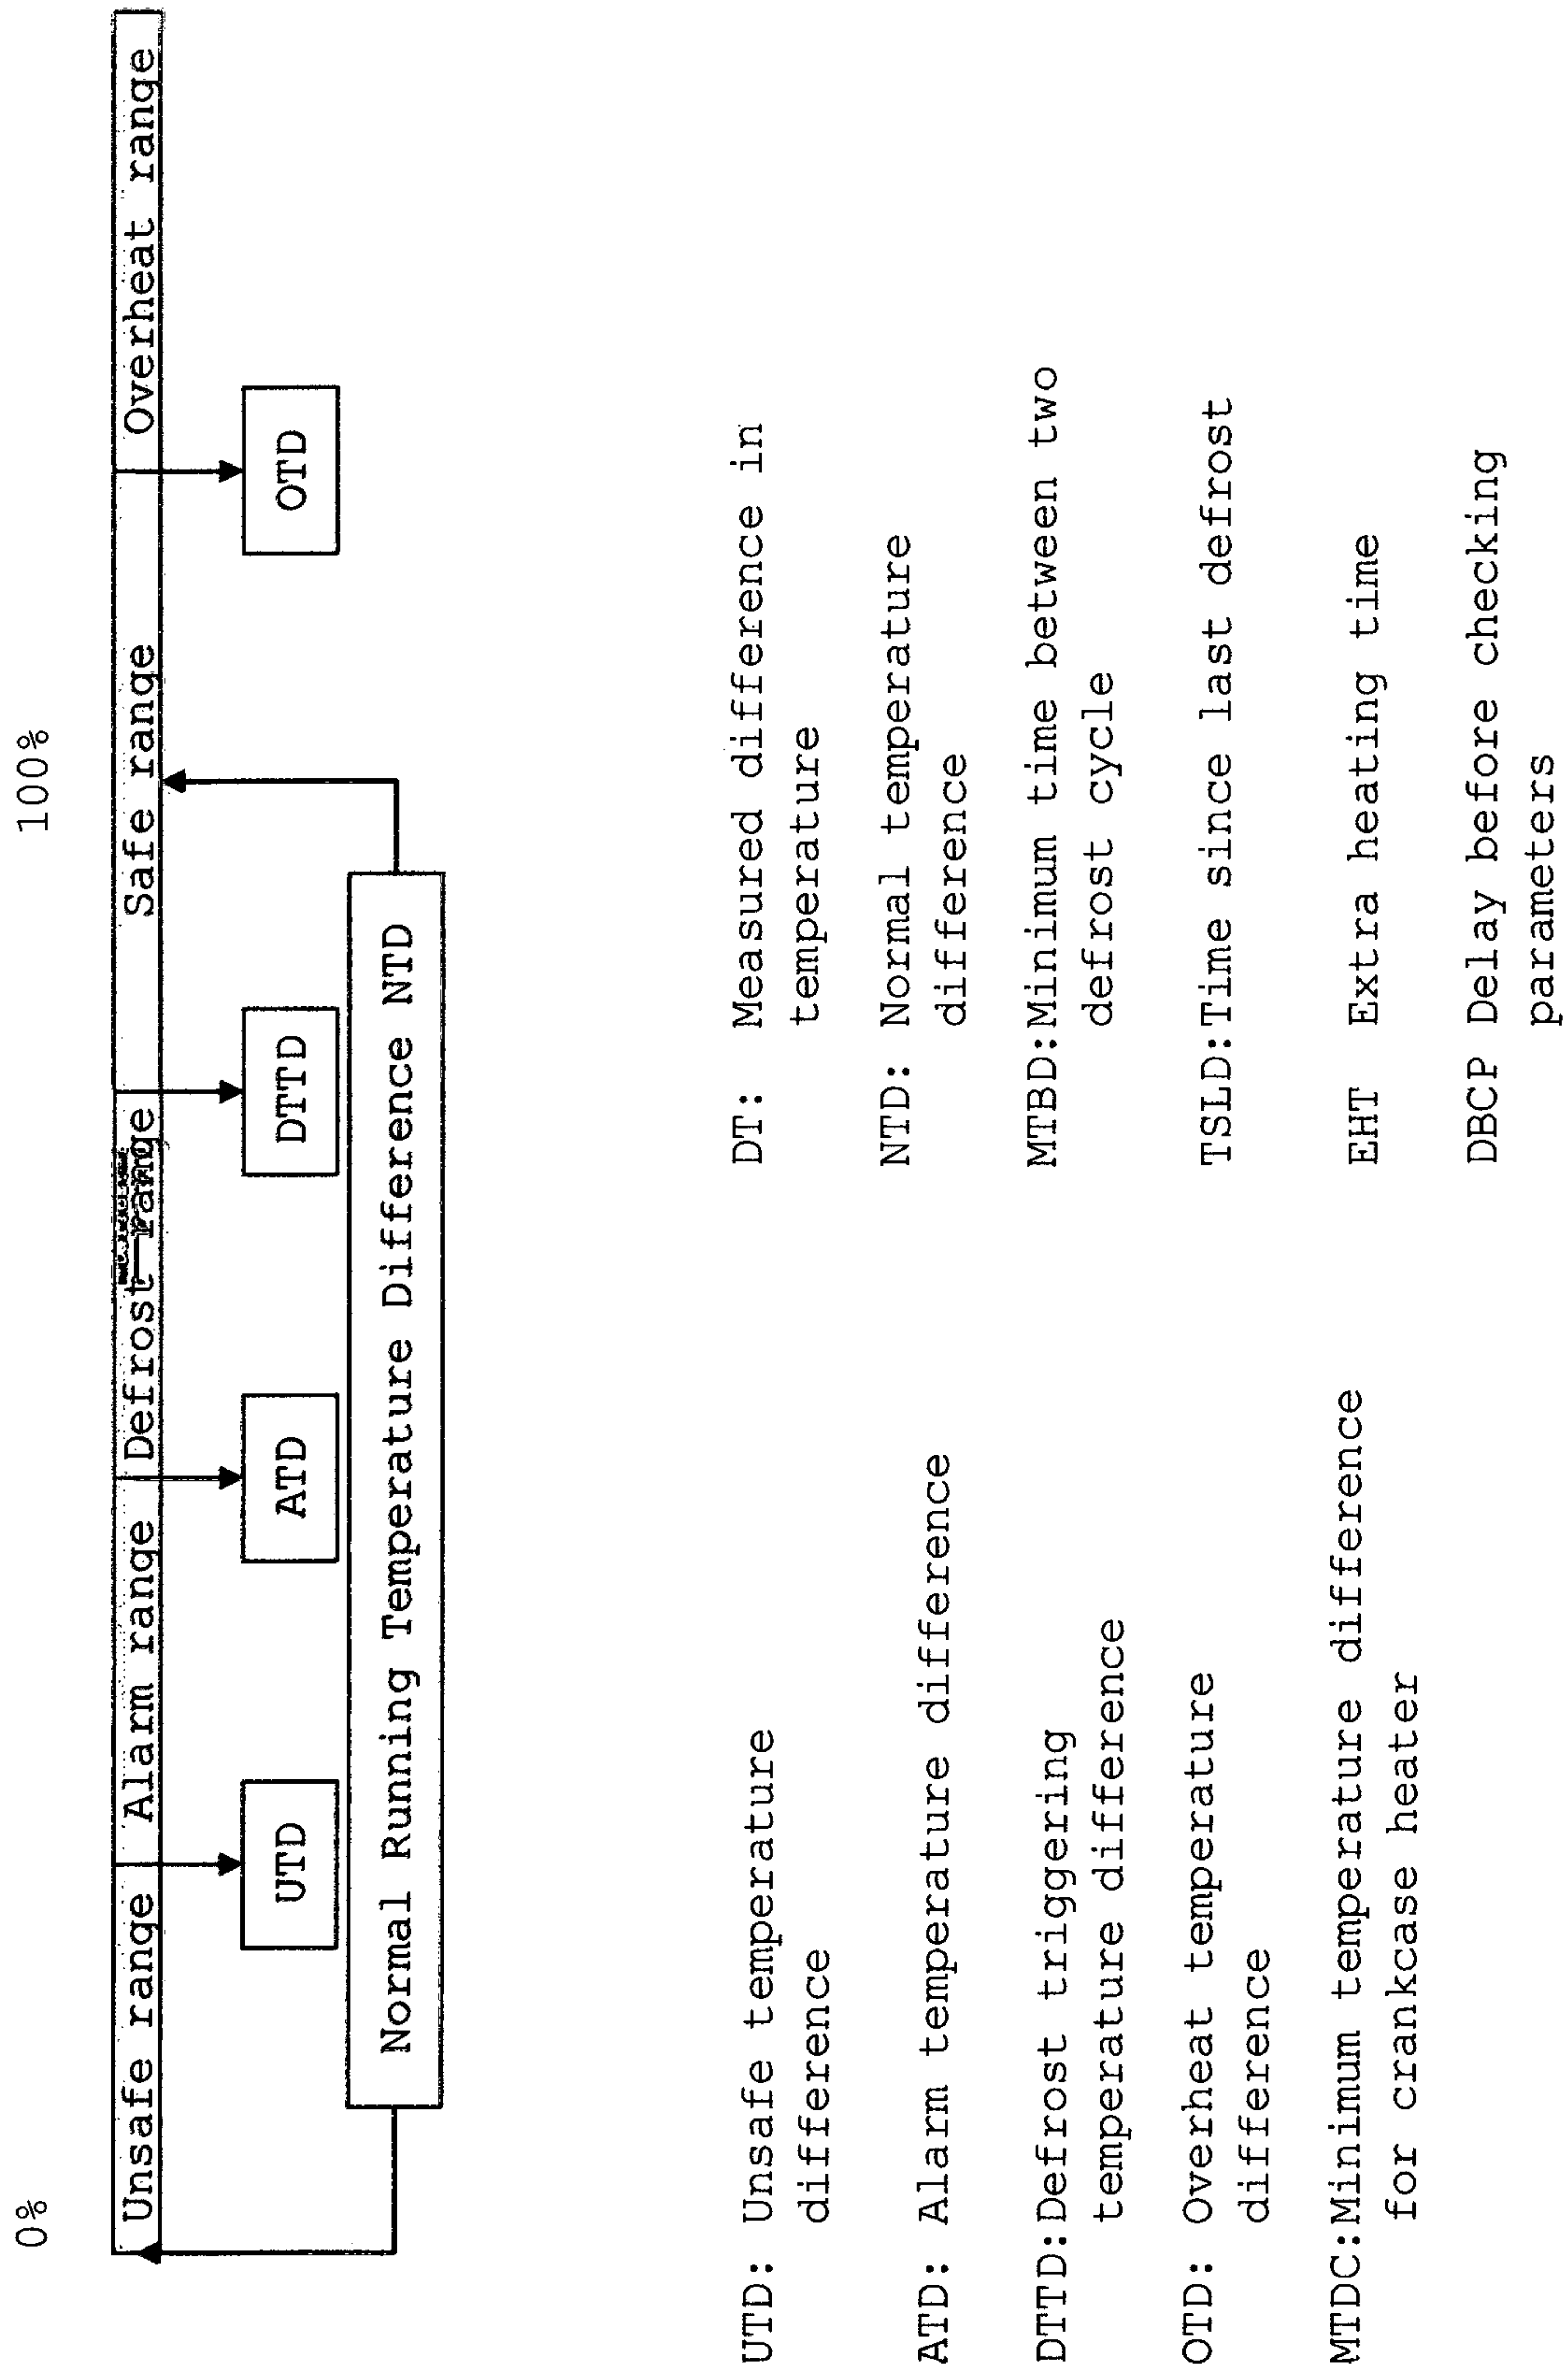 0%
100%
Unsafe range Alarm range Defrost range Safe range Overheat range
UTD
ATD
DTTD
OTD
Normal Running Temperature Difference NTD
UTD: Unsafe temperature
difference
ATD: Alarm temperature difference
DTTD:Defrost triggering
temperature difference
OTD: Overheat temperature
difference
MTDC:Minimum temperature difference
for crankcase heater
DT: Measured difference in
temperature
NTD: Normal temperature
difference
MTBD:Minimum time between two
defrost cycle
TSLD:Time since last defrost
EHT Extra heating time
DBCP Delay before checking
parameters